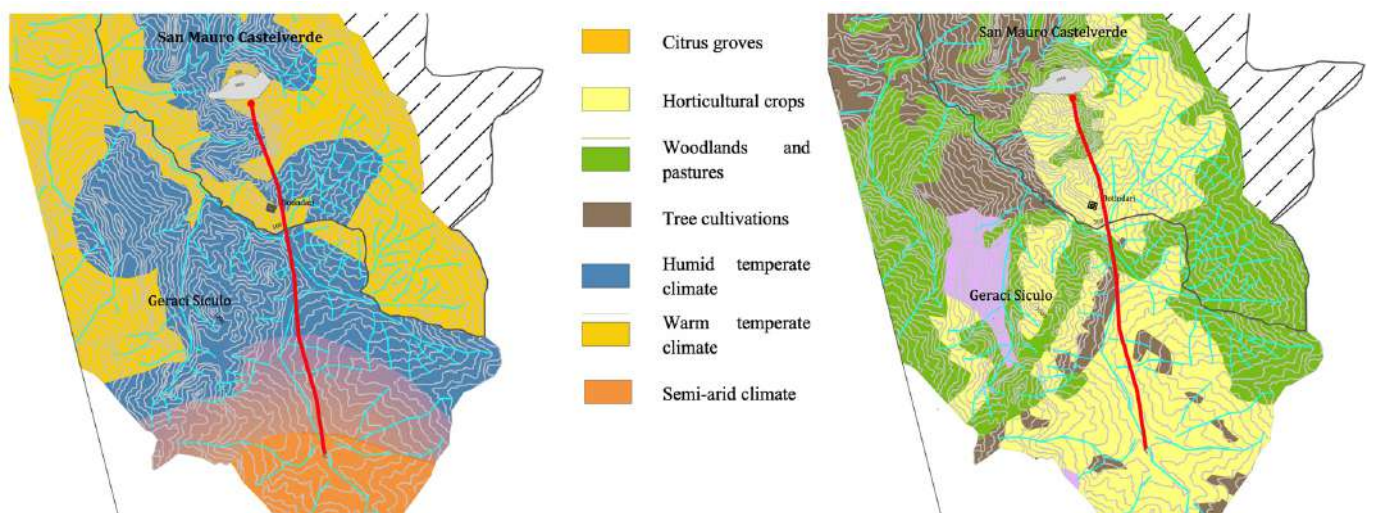 San Mauro Castelverde
Geraci Siculo
Citrus groves
Horticultural crops
Woodlands and
pastures
Tree cultivations
Humid temperate
climate
Warm temperate
climate
Semi-arid climate
San Mauro Castelverde
Geraci Siculo